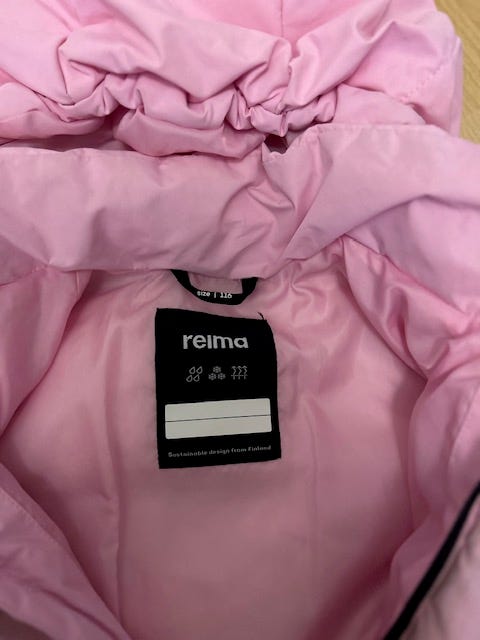 size | 116
reima
Sustainable design from Finland